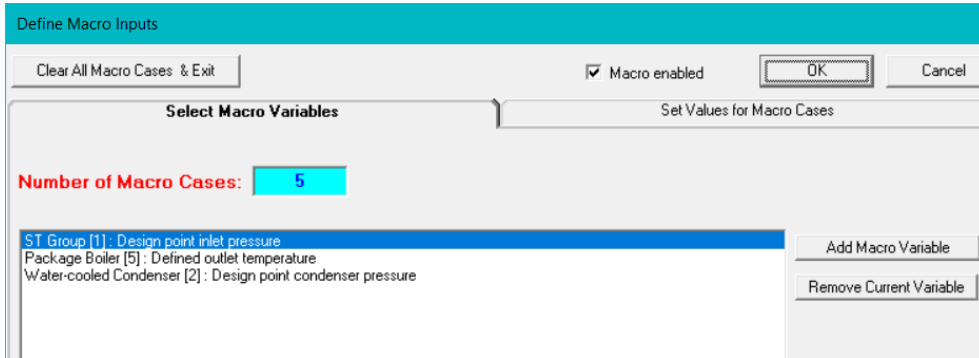 Define Macro Inputs
Clear All Macro Cases & Exit
Macro enabled
OK
Cancel
Select Macro Variables
Set Values for Macro Cases
Number of Macro Cases: 5
ST Group [1] : Design point inlet pressure
Package Boiler [5] : Defined outlet temperature
Water-cooled Condenser [2] : Design point condenser pressure
Add Macro Variable
Remove Current Variable